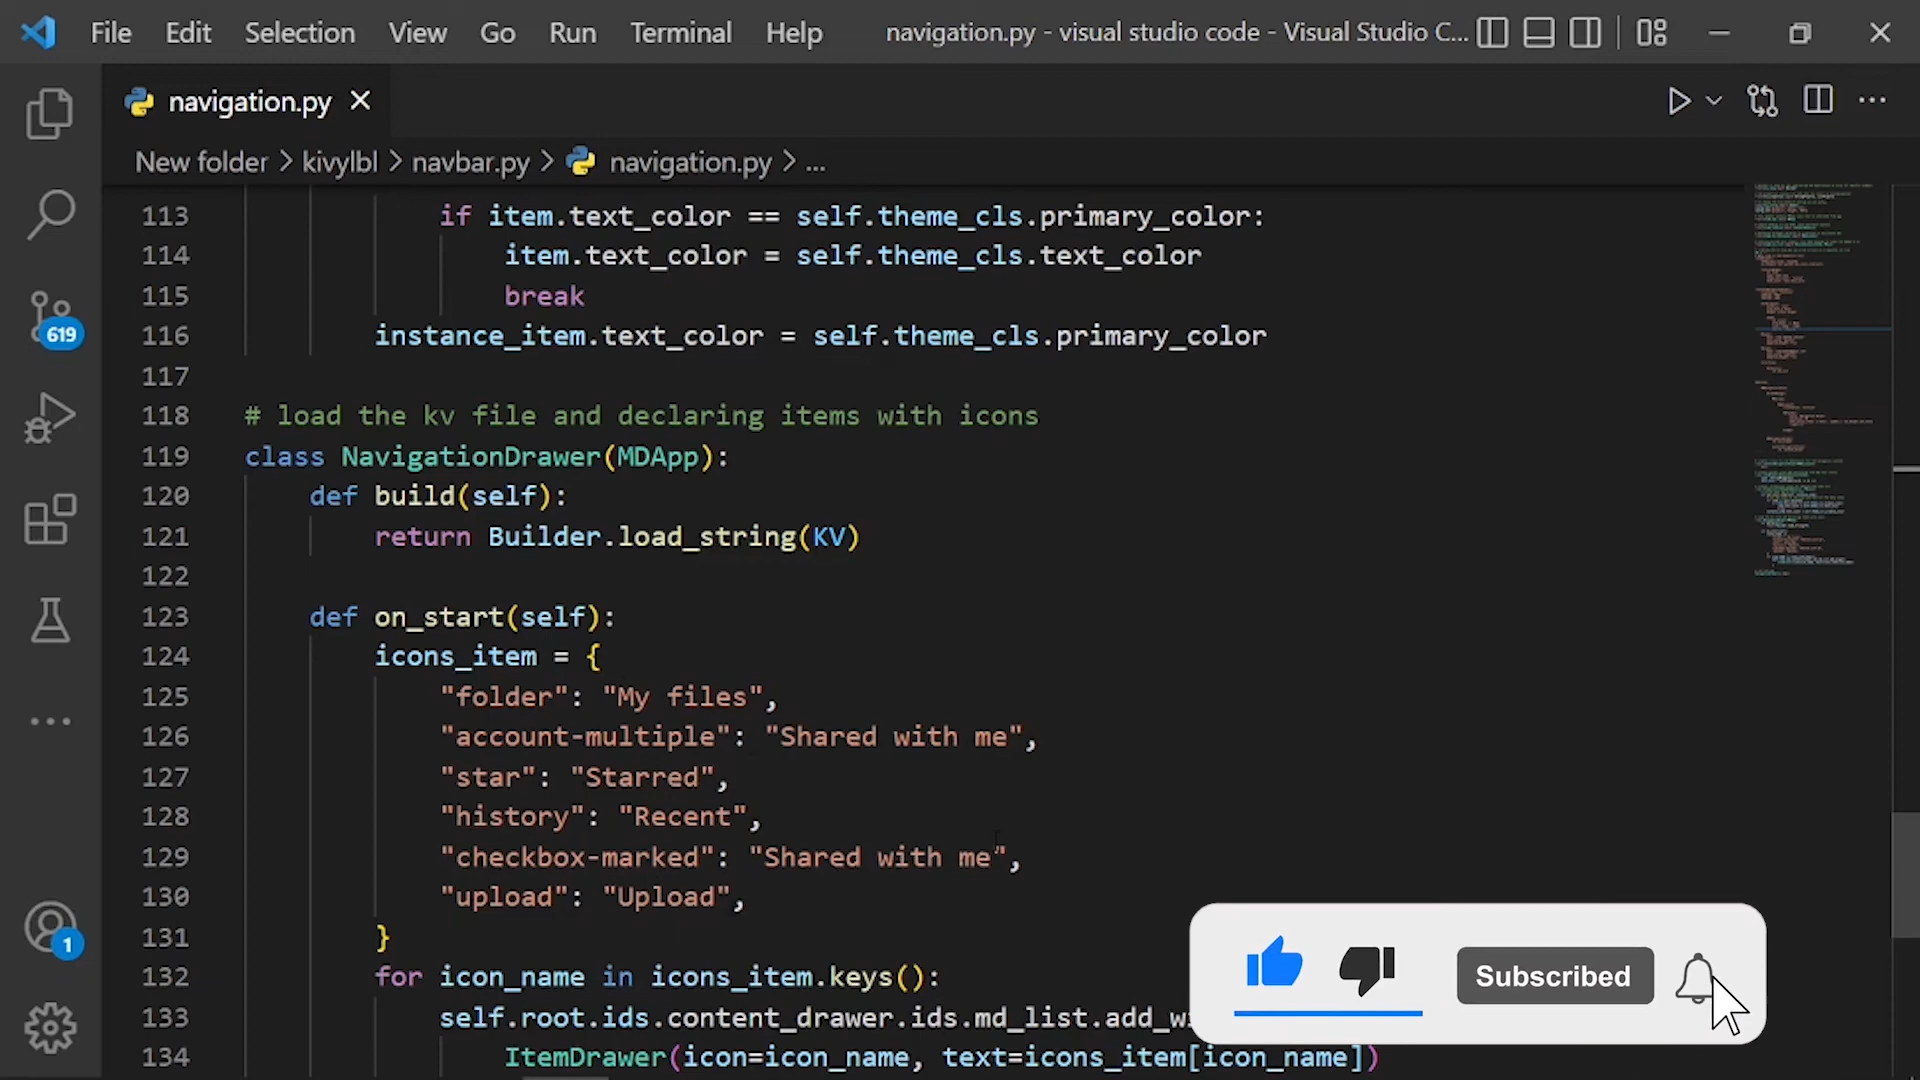 File Edit Selection View Go Run Terminal Help navigation.py - visual studio code - Visual Studio C...
navigation.py
New folder > kivylbl > navbar.py > navigation.py > ...
113 if item.text_color == self.theme_cls.primary_color:
114 item.text_color = self.theme_cls.text_color
115 break
116 instance_item.text_color = self.theme_cls.primary_color
117
118 # load the kv file and declaring items with icons
119 class NavigationDrawer(MDApp):
120 def build(self):
121 return Builder.load_string(KV)
122
123 def on_start(self):
124 icons_item = {
125 "folder": "My files",
126 "account-multiple": "Shared with me",
127 "star": "Starred",
128 "history": "Recent",
129 "checkbox-marked": "Shared with me",
130 "upload": "Upload",
131 }
132 for icon_name in icons_item.keys():
133 self.root.ids.content_drawer.ids.md_list.add_w
134 ItemDrawer(icon=icon_name, text=icons_item[icon_name])
619
1
Subscribed